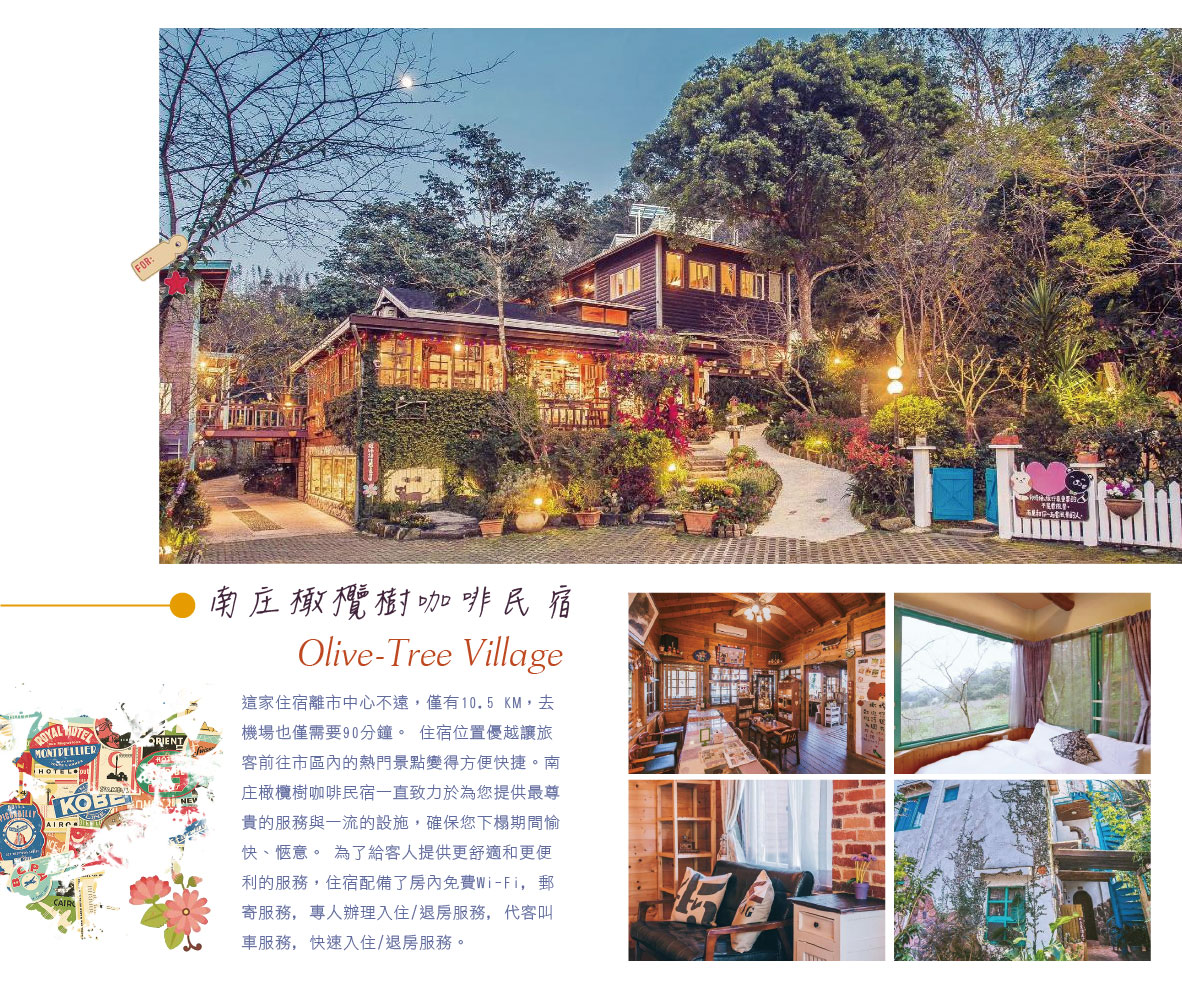 FOR:
南庄橄欖樹咖啡民宿
Olive-Tree Village
這家住宿離市中心不遠，僅有10.5 KM，去
機場也僅需要90分鐘。 住宿位置優越讓旅
客前往市區內的熱門景點變得方便快捷。南
庄橄欖樹咖啡民宿一直致力於為您提供最尊
貴的服務與一流的設施，確保您下榻期間愉
快、愜意。 為了給客人提供更舒適和更便
利的服務，住宿配備了房內免費Wi-Fi, 郵
寄服務, 專人辦理入住/退房服務, 代客叫
車服務, 快速入住/退房服務。
ROYAL HOTEL
MONTPELLIER
HOTEL
ORIENT
KOBE
PICCADILLY
CAIRO